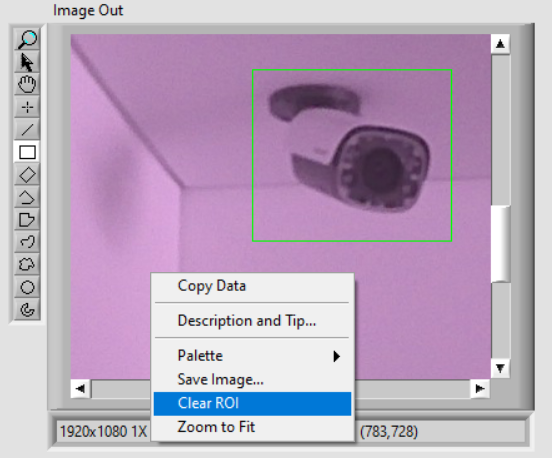 Image Out
Copy Data
Description and Tip...
Palette
Save Image...
Clear ROI
Zoom to Fit
1920x1080 1X
(783,728)